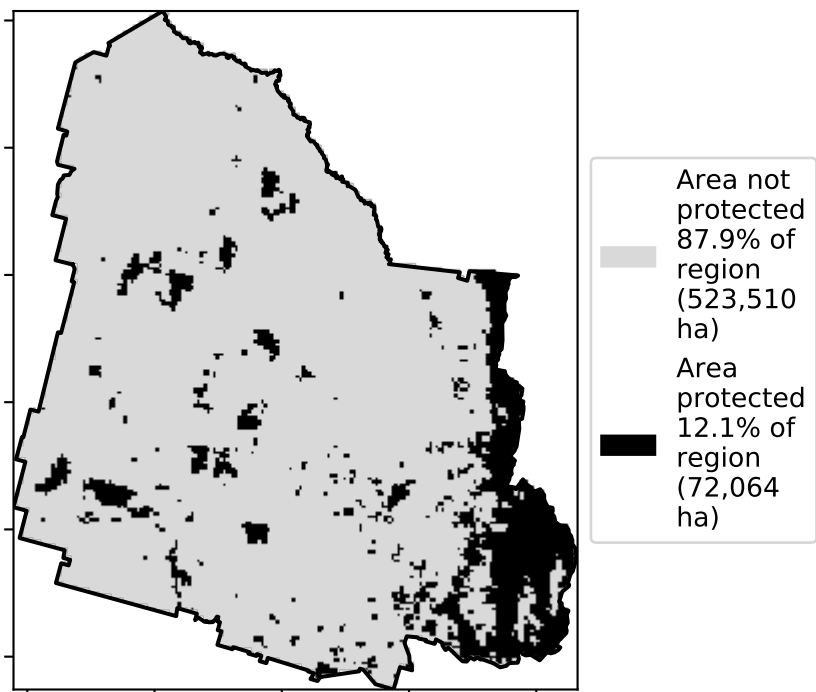 Area not
protected
87.9% of
region
(523,510
ha)
Area
protected
12.1% of
region
(72,064
ha)